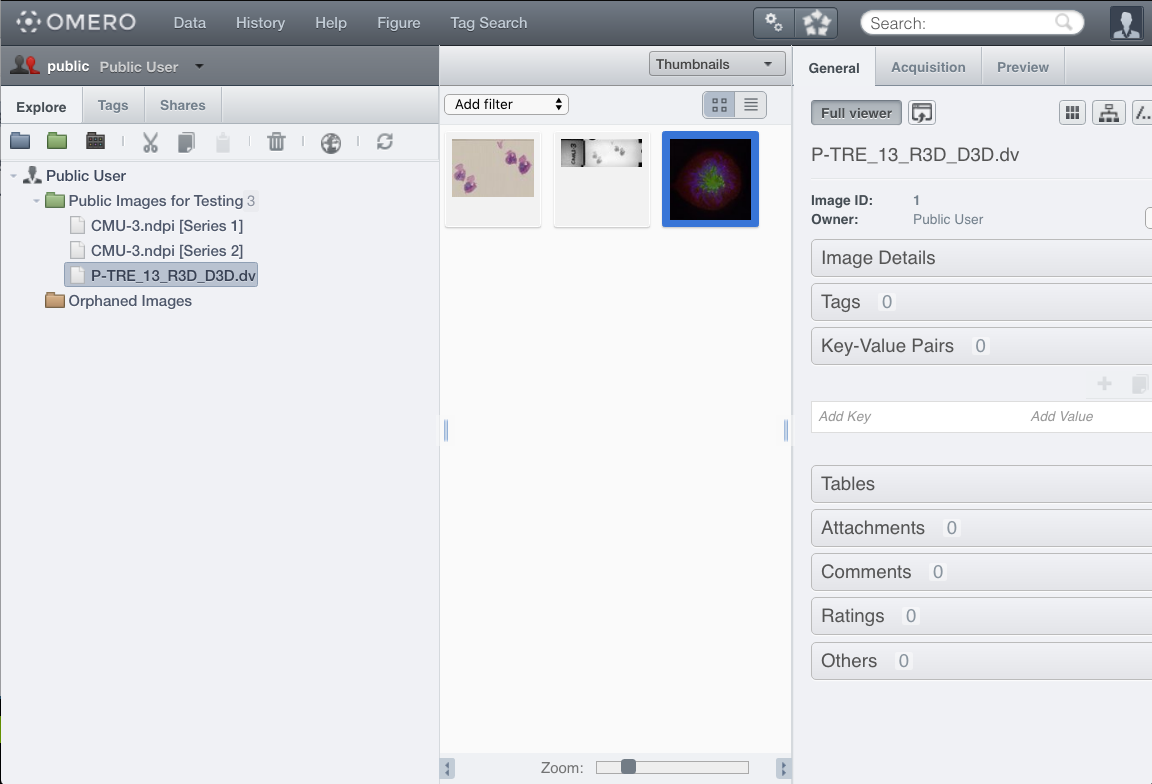 OMERO Data History Help Figure Tag Search Search:
public Public User
Thumbnails
General Acquisition Preview
Explore Tags Shares
Add filter
Full viewer
P-TRE_13_R3D_D3D.dv
Public User
Public Images for Testing 3
CMU-3.ndpi [Series 1]
CMU-3.ndpi [Series 2]
P-TRE_13_R3D_D3D.dv
Orphaned Images
Image ID: 1
Owner: Public User
Image Details
Tags 0
Key-Value Pairs 0
Add Key Add Value
Tables
Attachments 0
Comments 0
Ratings 0
Others 0
Zoom: